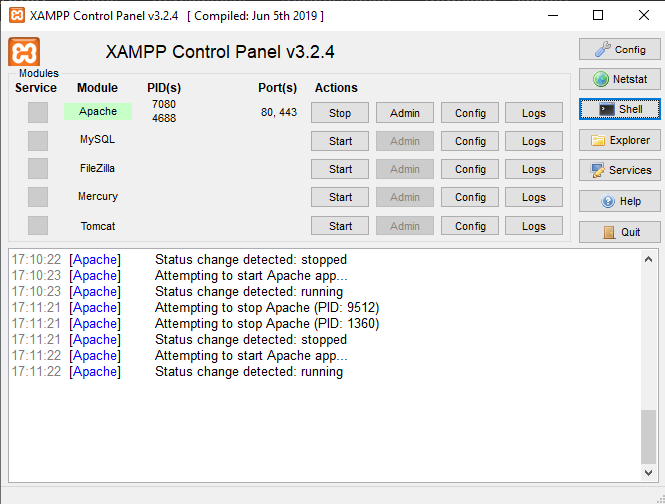 XAMPP Control Panel v3.2.4 [ Compiled: Jun 5th 2019 ]
XAMPP Control Panel v3.2.4
Config
Modules
Service Module PID(s) Port(s) Actions
Netstat
Apache 7080 4688 80, 443 Stop Admin Config Logs
Shell
MySQL Start Admin Config Logs
Explorer
FileZilla Start Admin Config Logs
Services
Mercury Start Admin Config Logs
Help
Tomcat Start Admin Config Logs
Quit
17:10:22 [Apache] Status change detected: stopped
17:10:23 [Apache] Attempting to start Apache app...
17:10:23 [Apache] Status change detected: running
17:11:21 [Apache] Attempting to stop Apache (PID: 9512)
17:11:21 [Apache] Attempting to stop Apache (PID: 1360)
17:11:21 [Apache] Status change detected: stopped
17:11:22 [Apache] Attempting to start Apache app...
17:11:22 [Apache] Status change detected: running